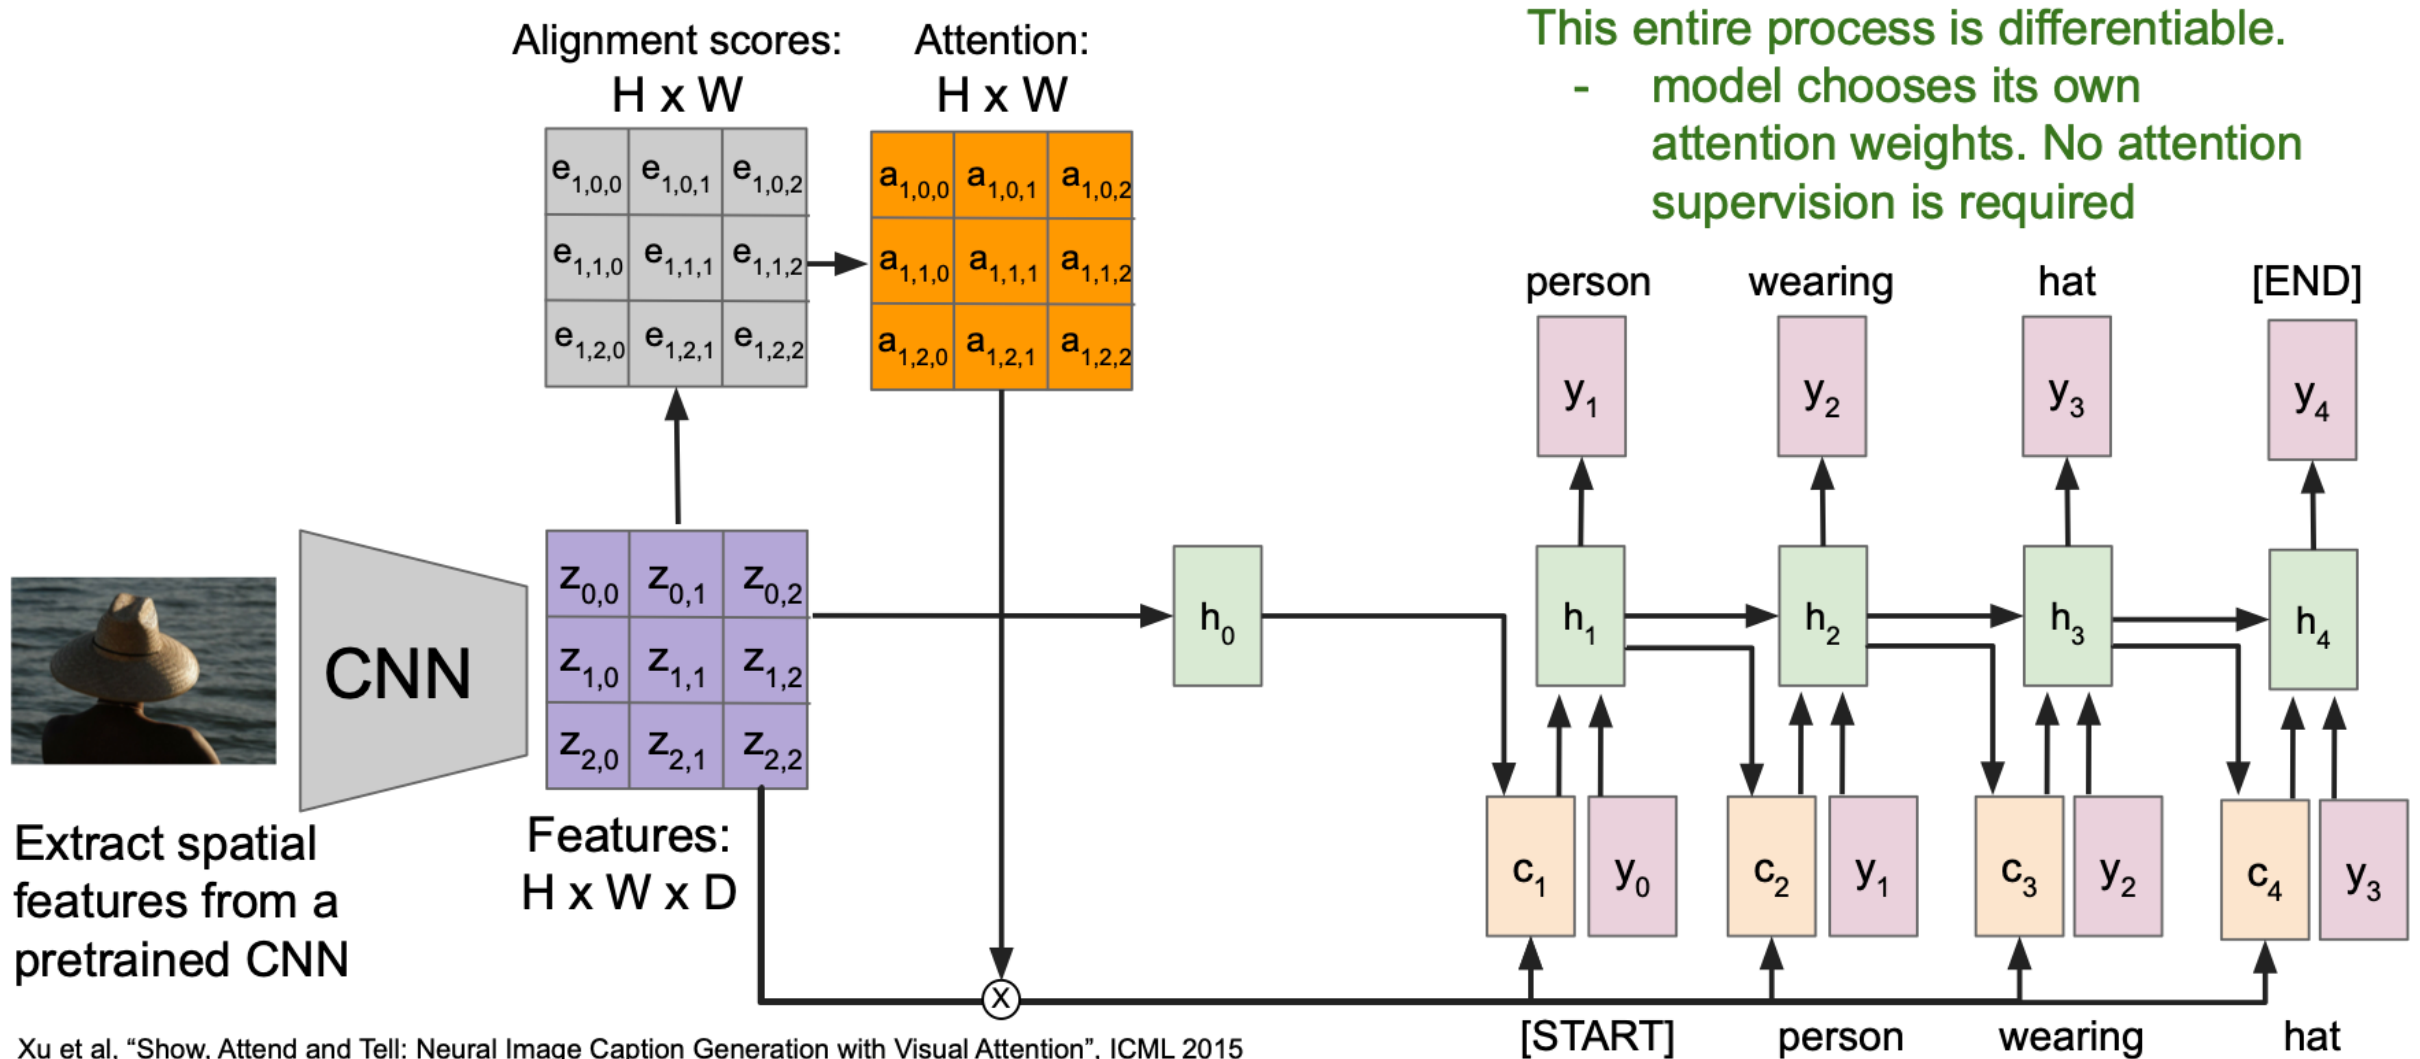 Alignment scores:
H x W
Attention:
H x W
This entire process is differentiable.
- model chooses its own
attention weights. No attention
supervision is required
e1,0,0 e1,0,1 e1,0,2
e1,1,0 e1,1,1 e1,1,2
e1,2,0 e1,2,1 e1,2,2
a1,0,0 a1,0,1 a1,0,2
a1,1,0 a1,1,1 a1,1,2
a1,2,0 a1,2,1 a1,2,2
person wearing hat [END]
y1 y2 y3 y4
CNN
z0,0 z0,1 z0,2
z1,0 z1,1 z1,2
z2,0 z2,1 z2,2
h0 h1 h2 h3 h4
Extract spatial
features from a
pretrained CNN
Features:
H x W x D
c1 y0 c2 y1 c3 y2 c4 y3
X
[START] person wearing hat
Xu et al, “Show, Attend and Tell: Neural Image Caption Generation with Visual Attention”, ICML 2015